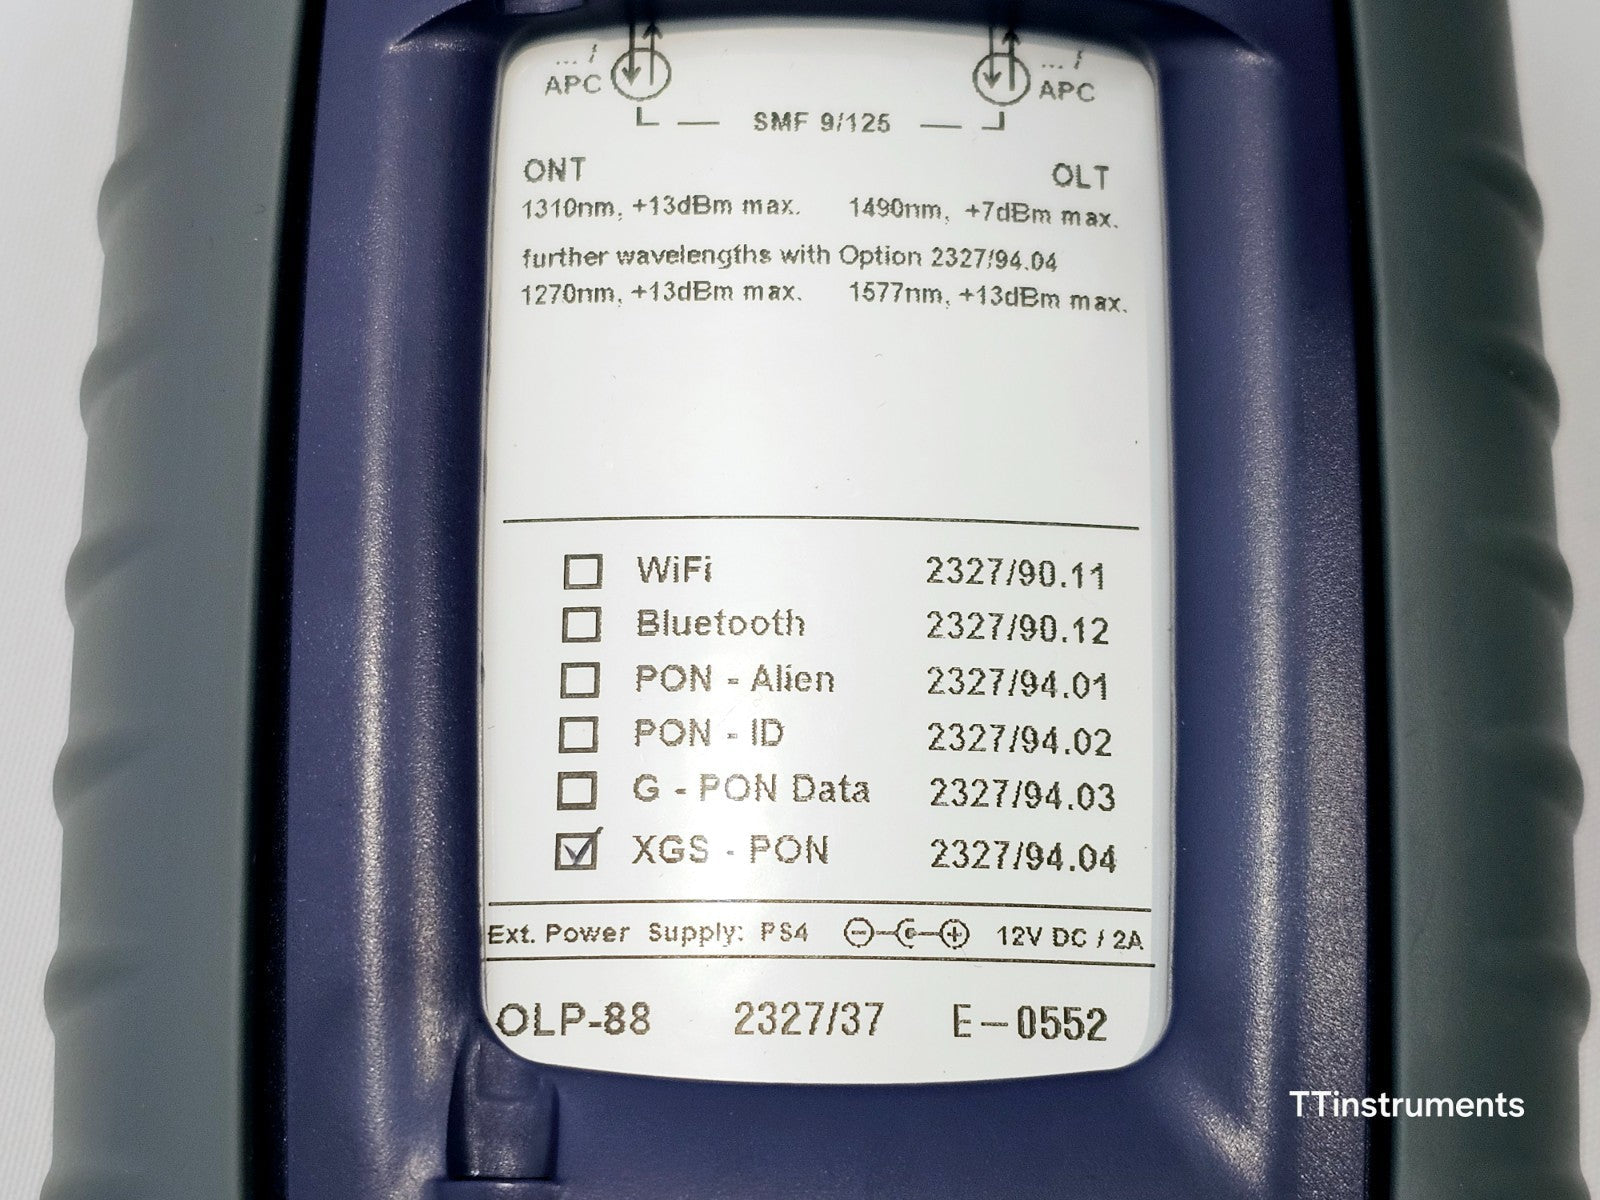 ... /
... /
APC
APC
SMF 9/125
ONT OLT
1310nm, +13dBm max. 1490nm, +7dBm max.
further wavelengths with Option 2327/94.04
1270nm, +13dBm max. 1577nm, +13dBm max.
WiFi 2327/90.11
Bluetooth 2327/90.12
PON - Alien 2327/94.01
PON - ID 2327/94.02
G - PON Data 2327/94.03
XGS - PON 2327/94.04
Ext. Power Supply: PS4 12V DC / 2A
OLP-88 2327/37 E-0552
TTinstruments